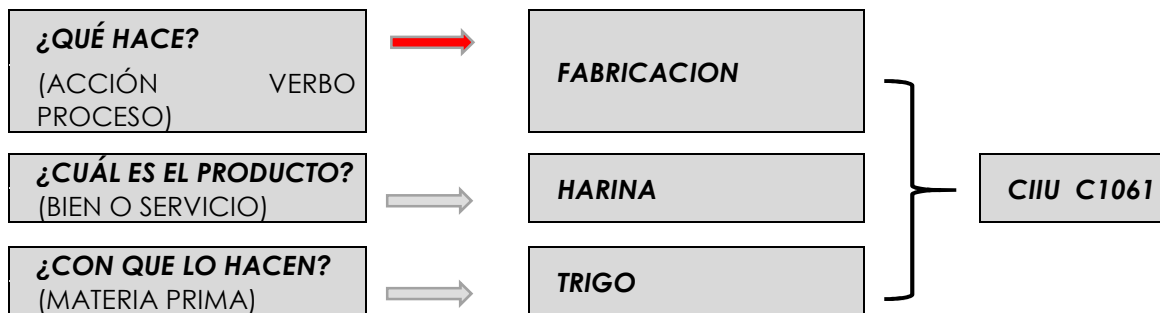 ¿QUÉ HACE?
(ACCIÓN VERBO
PROCESO)
FABRICACION
¿CUÁL ES EL PRODUCTO?
(BIEN O SERVICIO)
HARINA
CIIU C1061
¿CON QUE LO HACEN?
(MATERIA PRIMA)
TRIGO